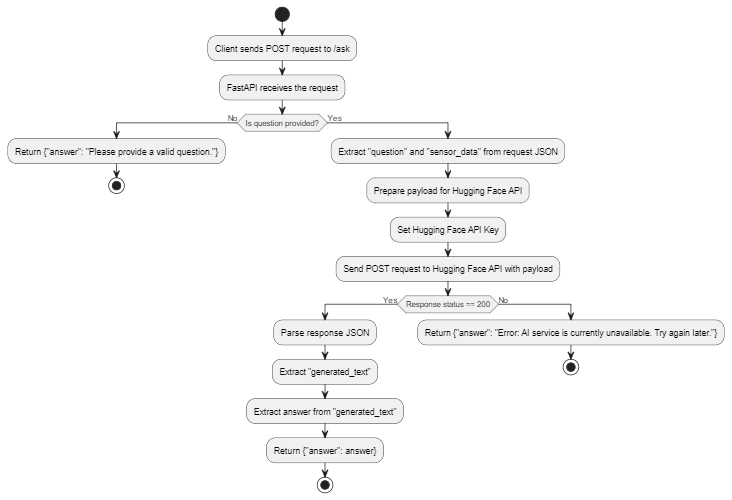 Client sends POST request to /ask
FastAPI receives the request
No
Is question provided?
Yes
Return {"answer": "Please provide a valid question."}
Extract "question" and "sensor_data" from request JSON
Prepare payload for Hugging Face API
Set Hugging Face API Key
Send POST request to Hugging Face API with payload
Yes
Response status == 200
No
Parse response JSON
Return {"answer": "Error: AI service is currently unavailable. Try again later."}
Extract "generated_text"
Extract answer from "generated_text"
Return {"answer": answer}